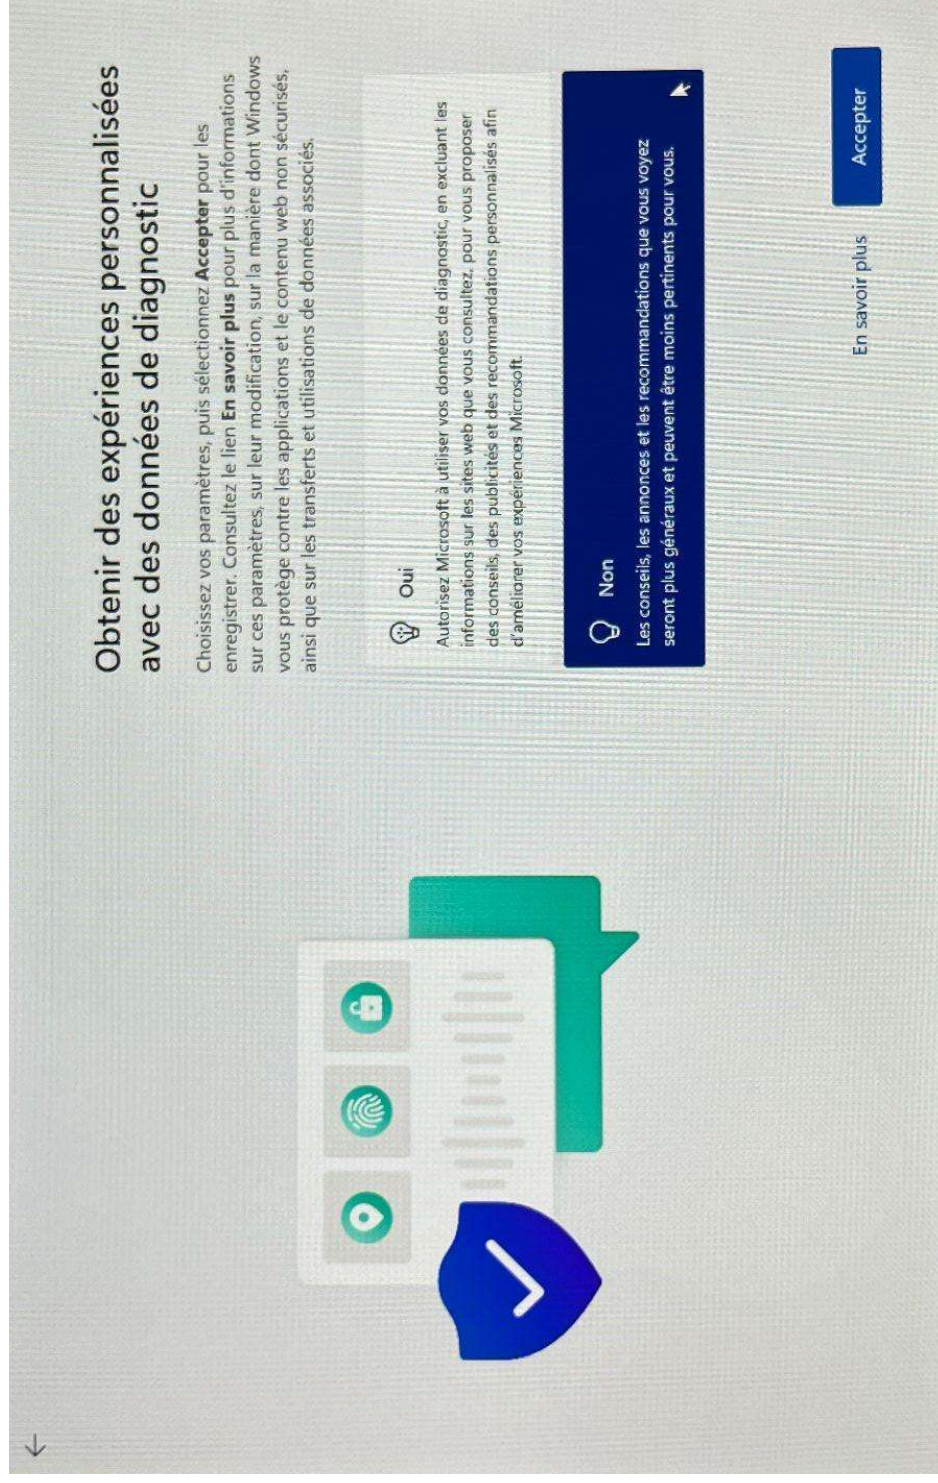 Obtenir des expériences personnalisées
avec des données de diagnostic
Choisissez vos paramètres, puis sélectionnez Accepter pour les
enregistrer. Consultez le lien En savoir plus pour plus d'informations
sur ces paramètres, sur leur modification, sur la manière dont Windows
vous protège contre les applications et le contenu web non sécurisés,
ainsi que sur les transferts et utilisations de données associés.
Oui
Autorisez Microsoft à utiliser vos données de diagnostic, en excluant les
informations sur les sites web que vous consultez, pour vous proposer
des conseils, des publicités et des recommandations personnalisés afin
d'améliorer vos expériences Microsoft.
Non
Les conseils, les annonces et les recommandations que vous voyez
seront plus généraux et peuvent être moins pertinents pour vous.
En savoir plus
Accepter